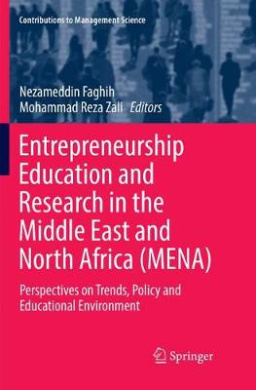 Contributions to Management Science
Nezameddin Faghih
Mohammad Reza Zali Editors
Entrepreneurship
Education and
Research in the
Middle East and
North Africa (MENA)
Perspectives on Trends, Policy and
Educational Environment
Springer